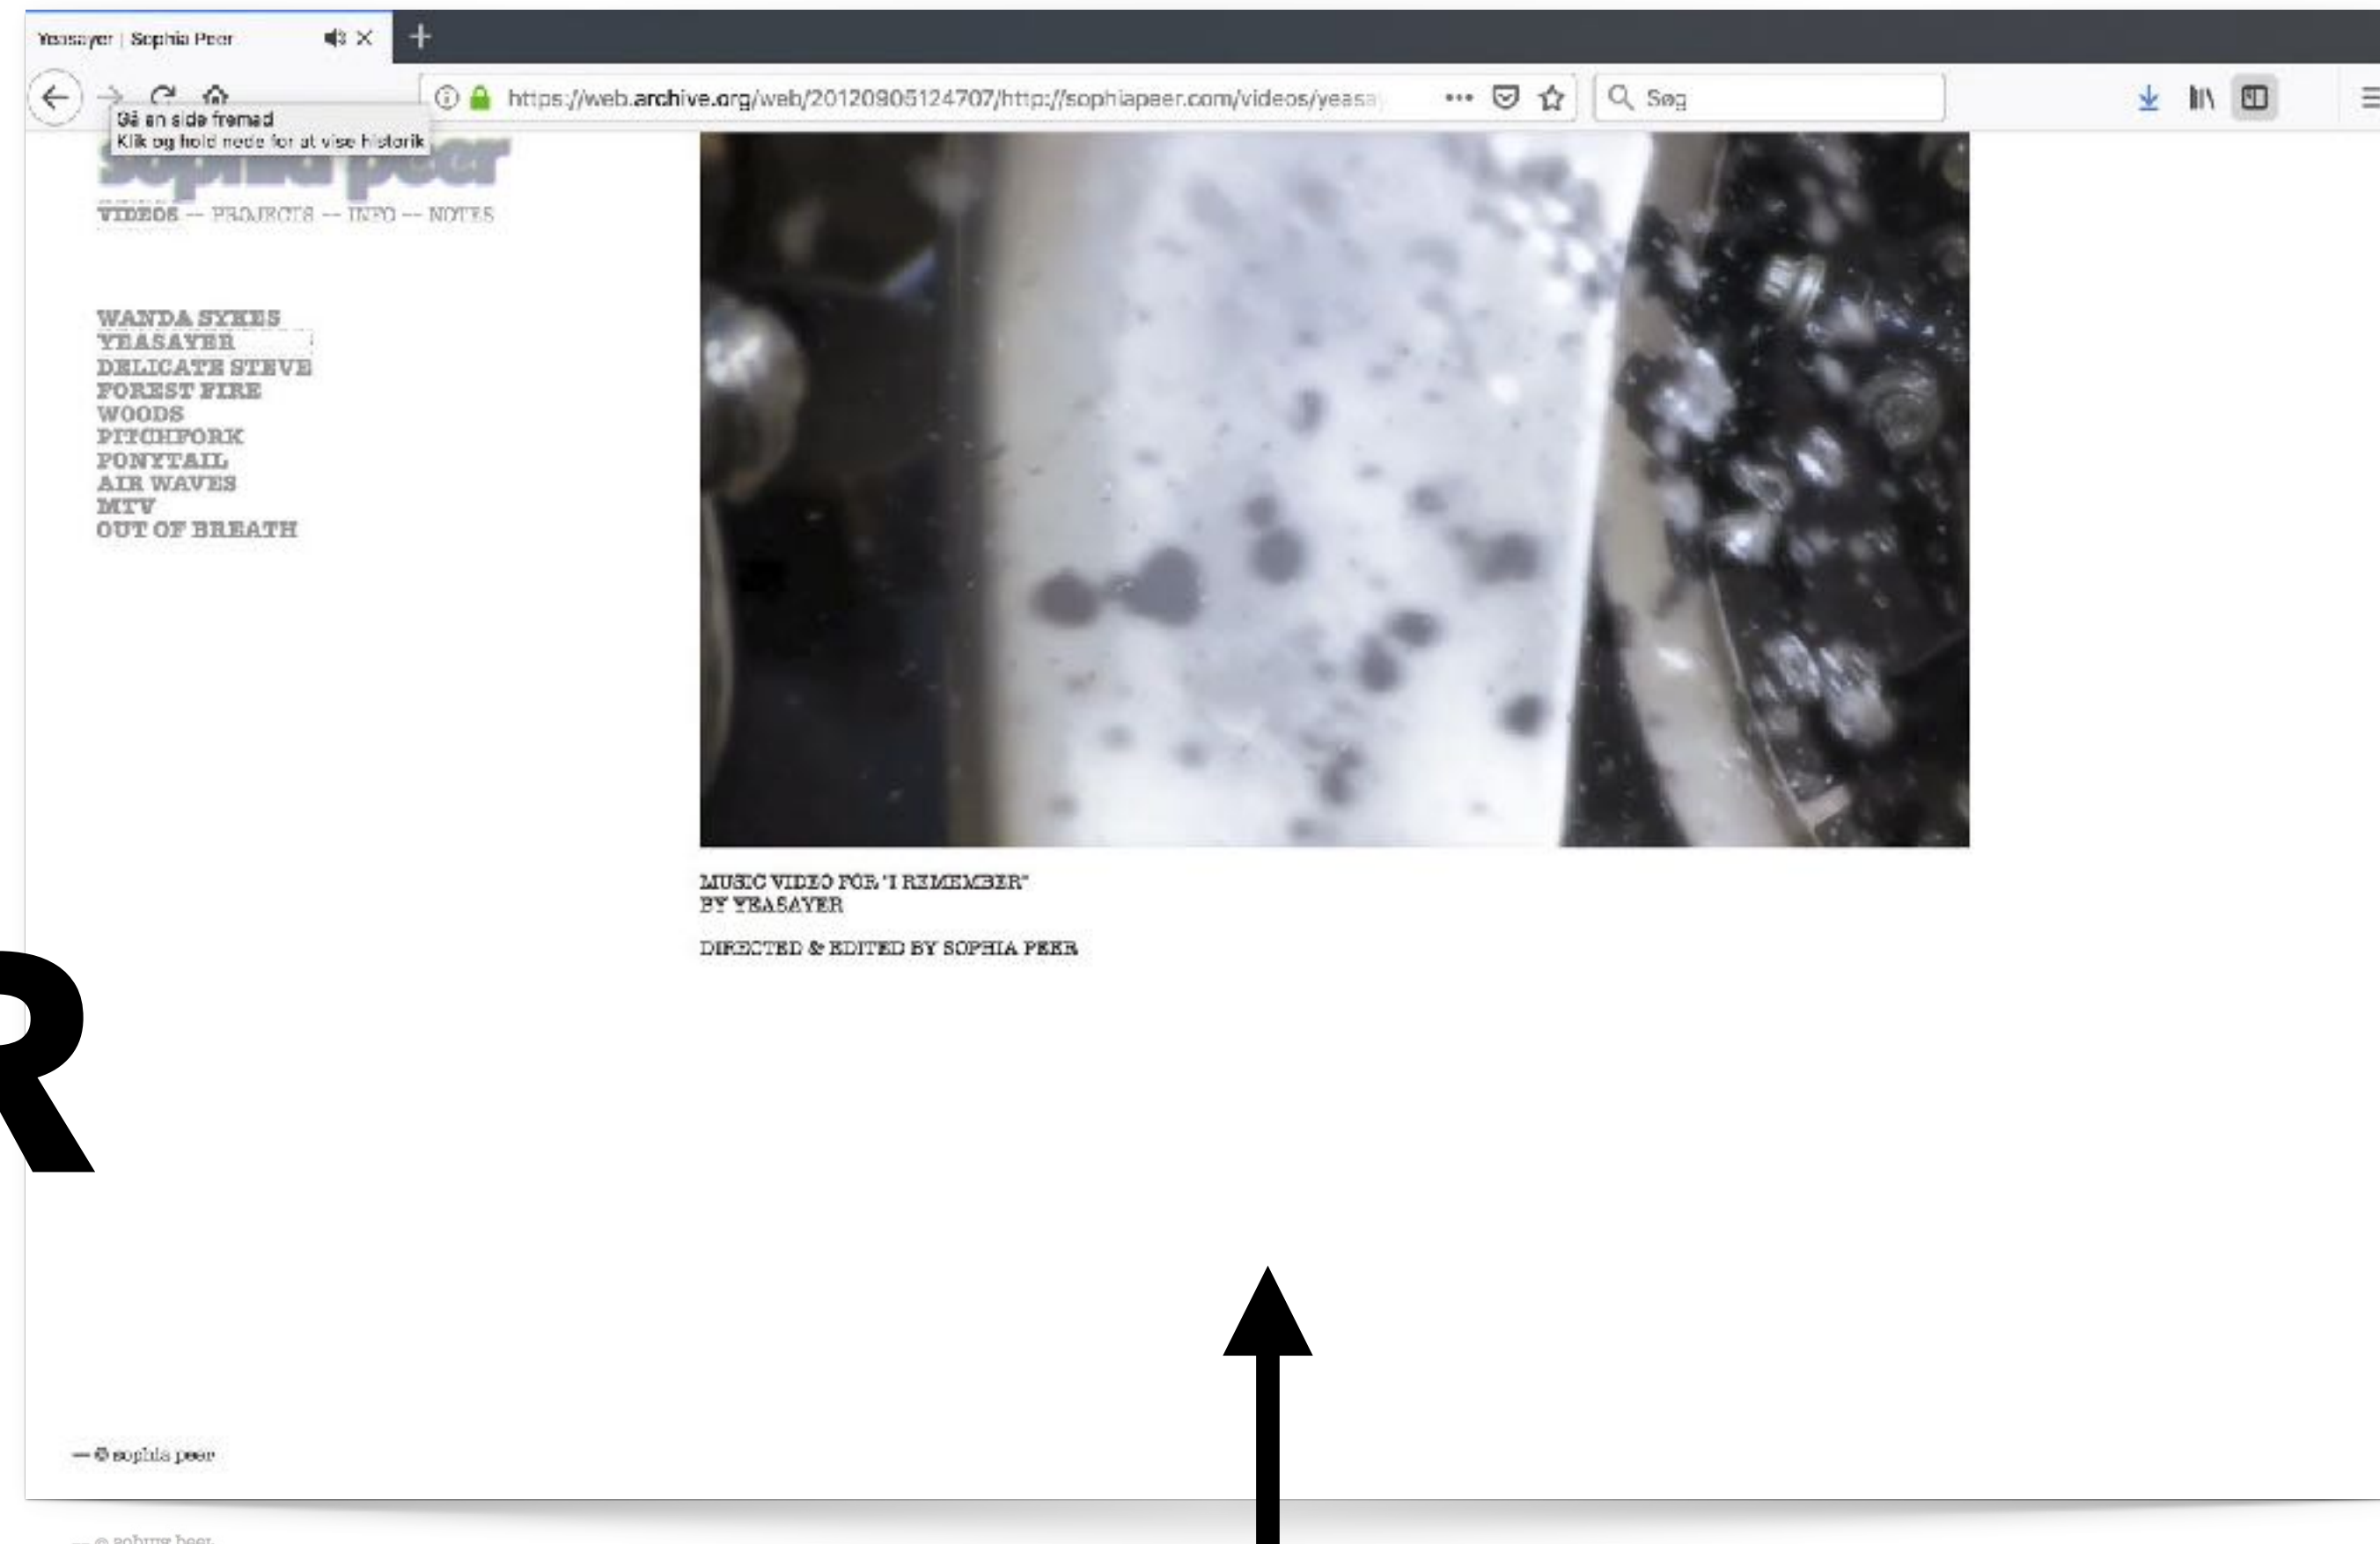 Yeasayer | Sophia Peer
https://web.archive.org/web/20120905124707/http://sophiapeer.com/videos/yeasa
Søg
Gå en side fremad
Klik og hold nede for at vise historik
sophia peer
VIDEOS -- PROJECTS -- INFO -- NOTES
WANDA SYKES
YEASAYER
DELICATE STEVE
FOREST FIRE
WOODS
PITCHFORK
PONYTAIL
AIR WAVES
MTV
OUT OF BREATH
MUSIC VIDEO FOR "I REMEMBER"
BY YEASAYER
DIRECTED & EDITED BY SOPHIA PEER
R
— © sophia peer